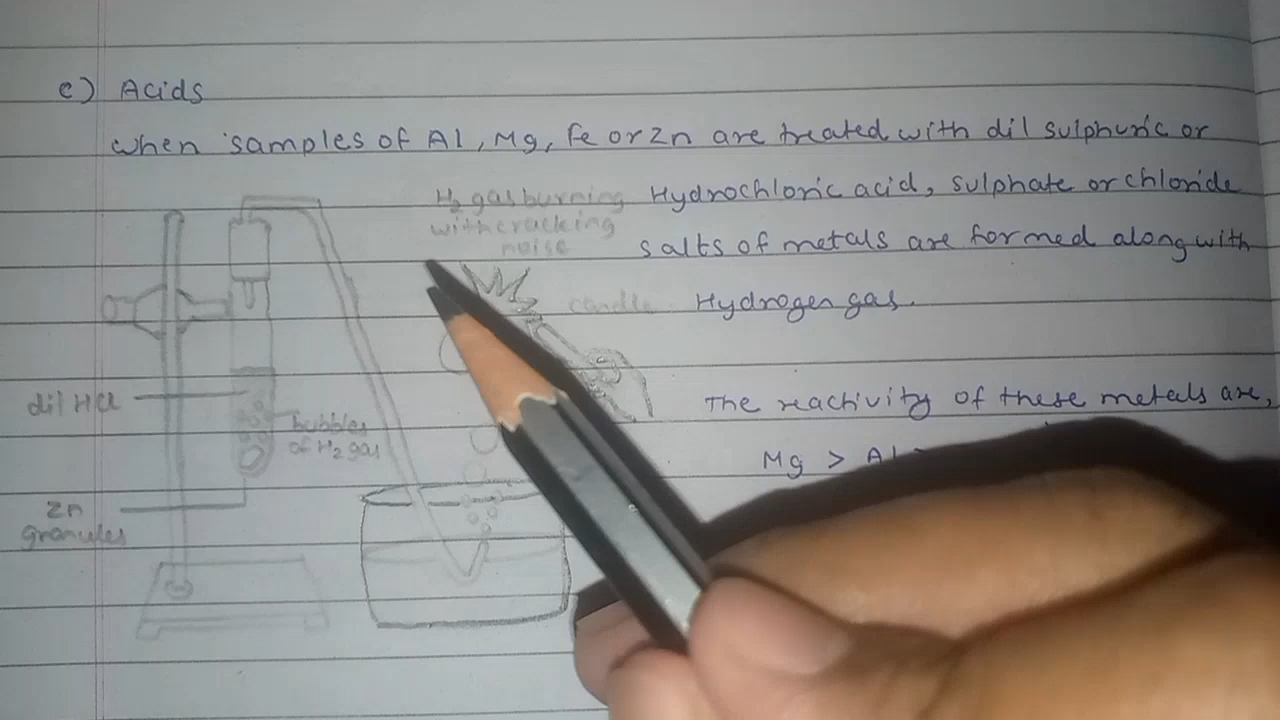 c) Acids
When samples of Al, Mg, Fe or Zn are treated with dil sulphuric or
Hydrochloric acid, sulphate or chloride
salts of metals are formed along with
Hydrogen gas.
H₂ gas burning
with cracking
noise
candle
dil HCl
bubbles
of H₂ gas
Zn
granules
The reactivity of these metals are,
Mg > Al